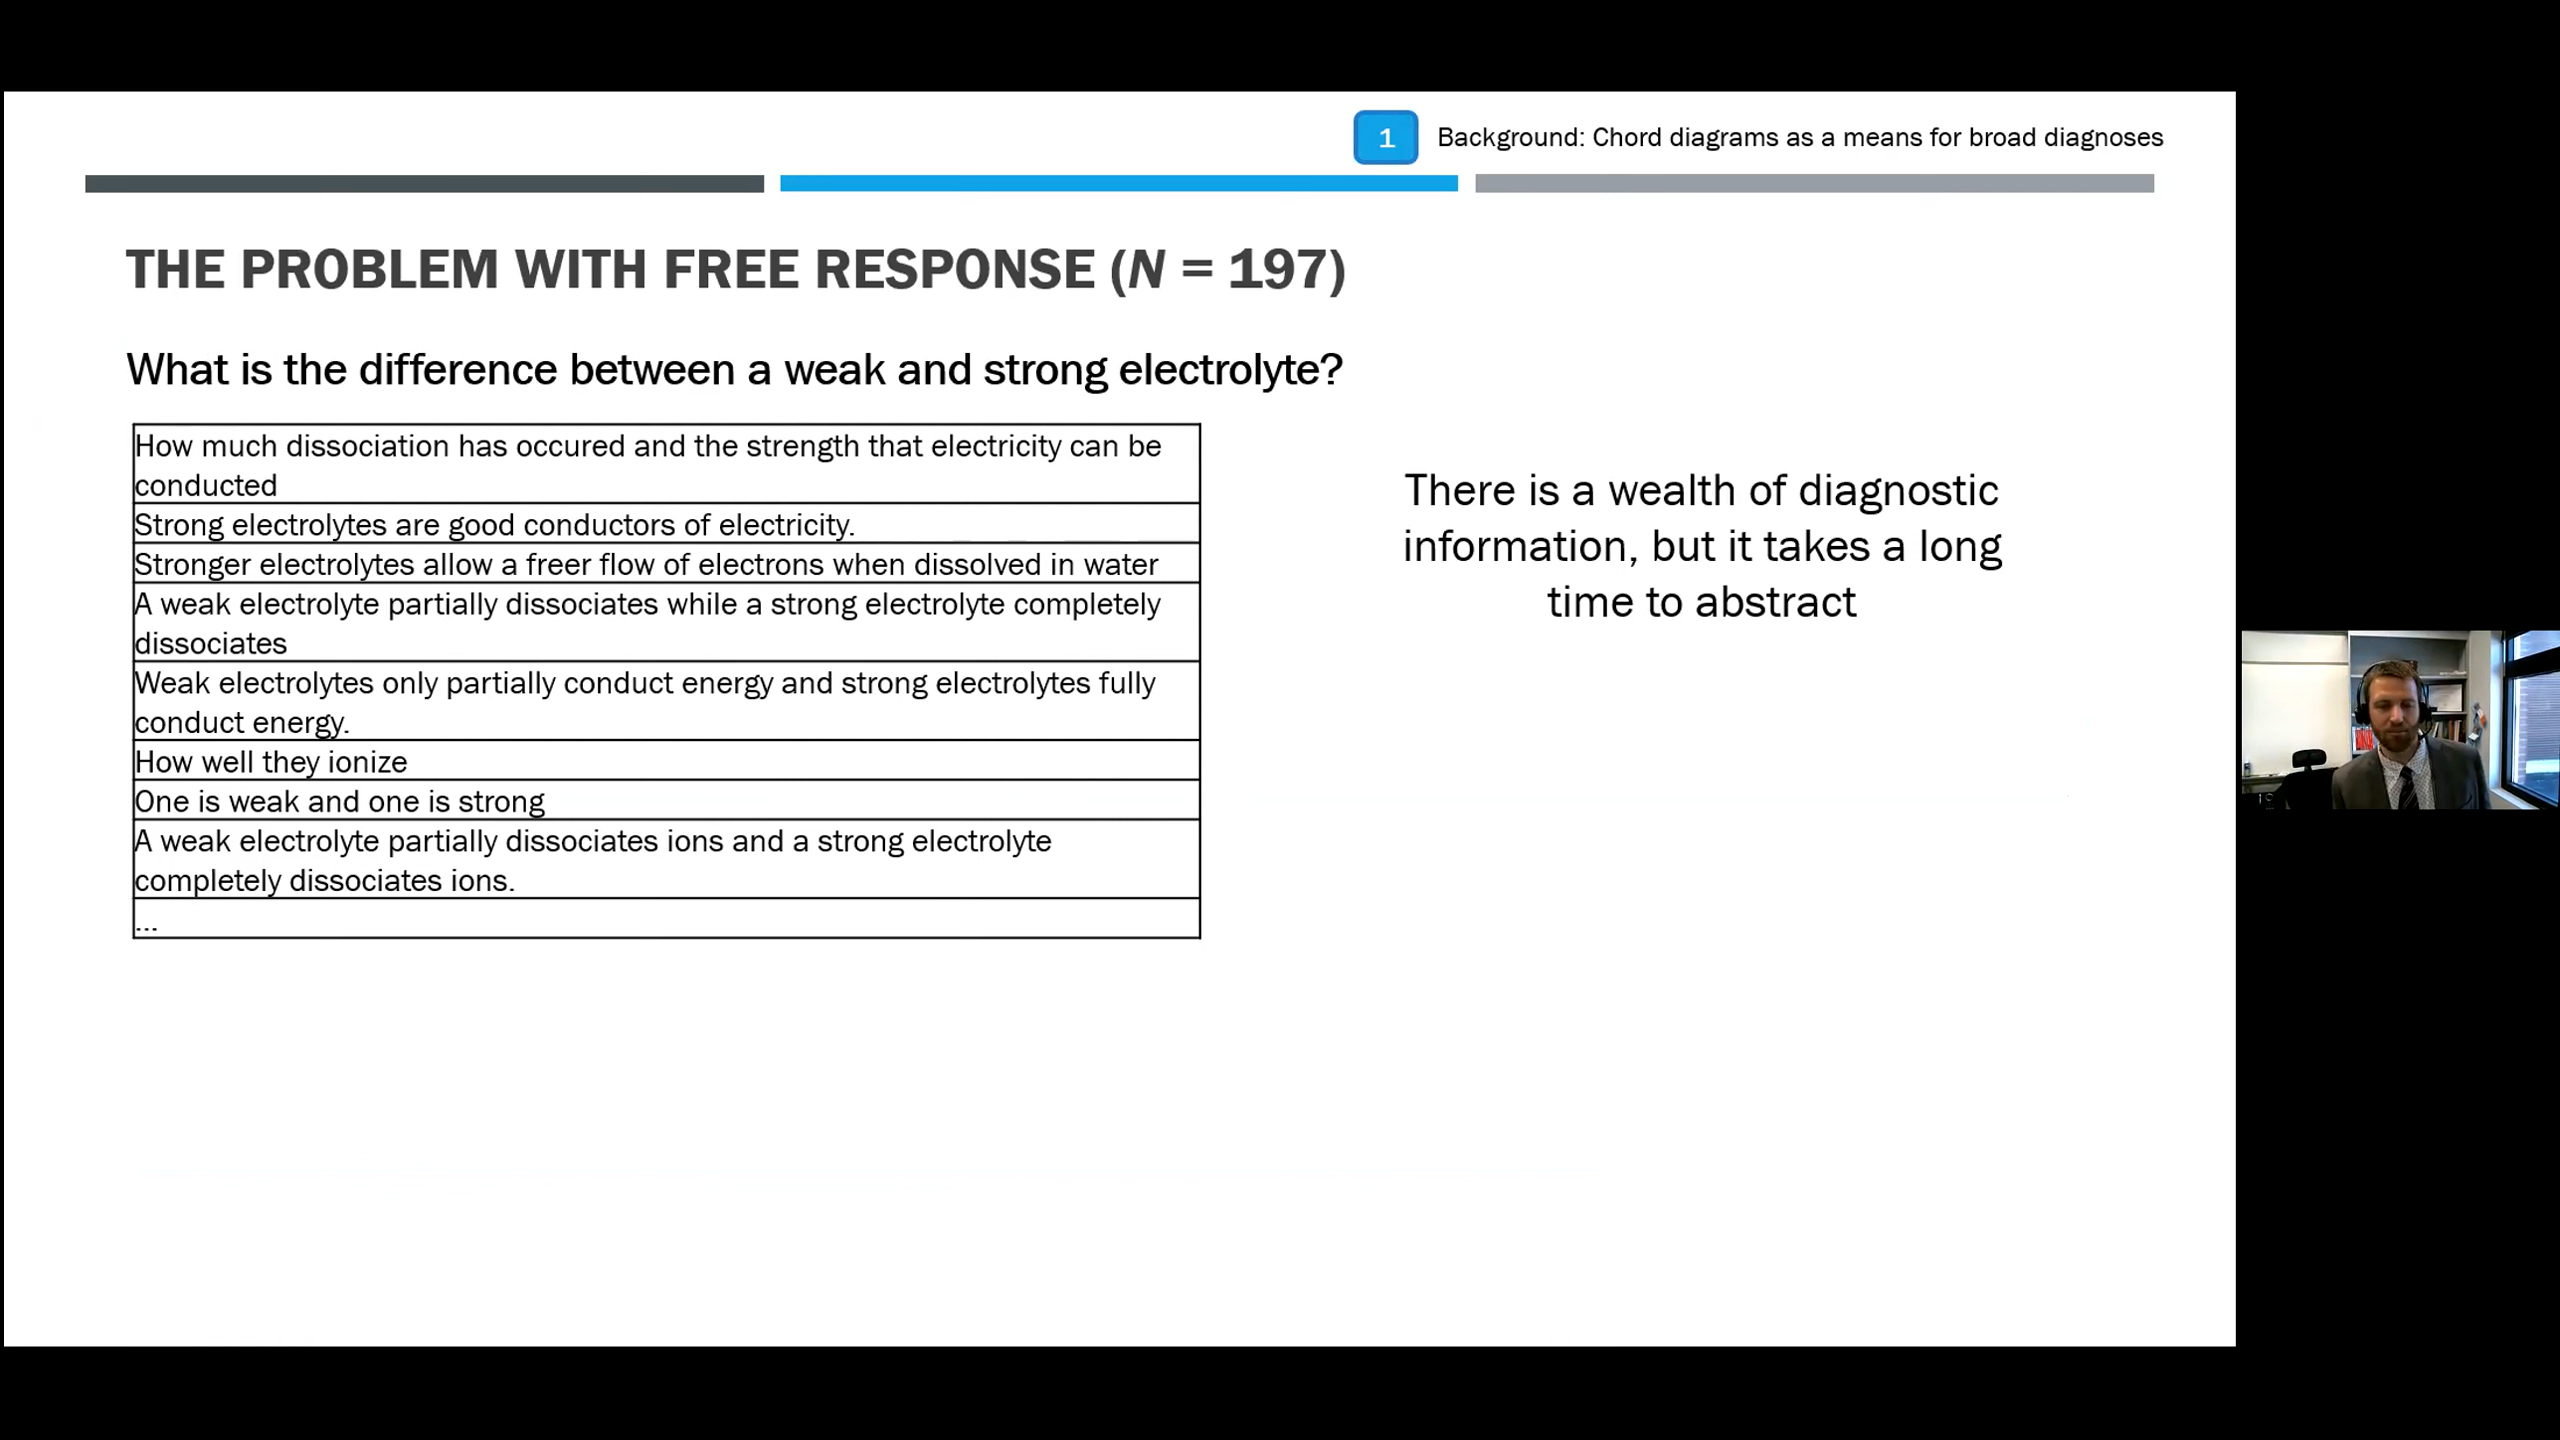 1 Background: Chord diagrams as a means for broad diagnoses
THE PROBLEM WITH FREE RESPONSE (N = 197)
What is the difference between a weak and strong electrolyte?
How much dissociation has occured and the strength that electricity can be
conducted
Strong electrolytes are good conductors of electricity.
Stronger electrolytes allow a freer flow of electrons when dissolved in water
A weak electrolyte partially dissociates while a strong electrolyte completely
dissociates
Weak electrolytes only partially conduct energy and strong electrolytes fully
conduct energy.
How well they ionize
One is weak and one is strong
A weak electrolyte partially dissociates ions and a strong electrolyte
completely dissociates ions.
...
There is a wealth of diagnostic
information, but it takes a long
time to abstract